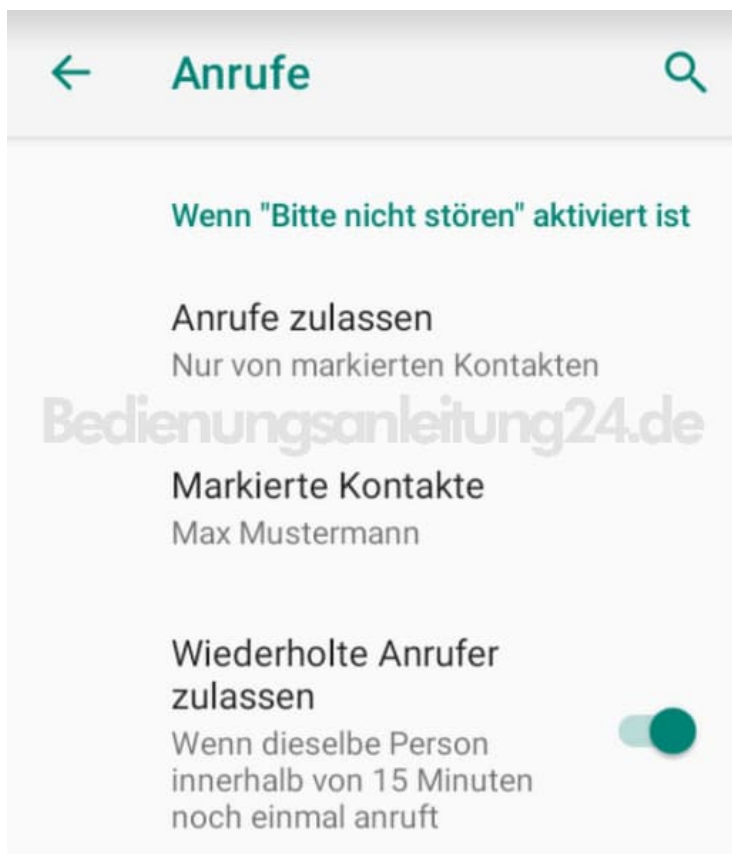 Anrufe
Wenn "Bitte nicht stören" aktiviert ist
Anrufe zulassen
Nur von markierten Kontakten
Bedienungsanleitung24.de
Markierte Kontakte
Max Mustermann
Wiederholte Anrufer
zulassen
Wenn dieselbe Person
innerhalb von 15 Minuten
noch einmal anruft